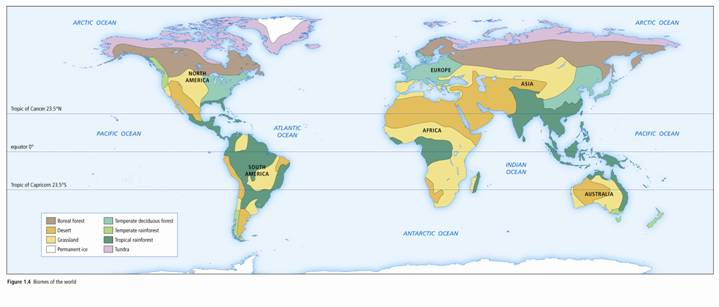 ARCTIC OCEAN
ARCTIC OCEAN
NORTH
AMERICA
EUROPE
ASIA
Tropic of Cancer 23.5°N
PACIFIC OCEAN
ATLANTIC
OCEAN
AFRICA
PACIFIC OCEAN
equator 0°
SOUTH
AMERICA
INDIAN
OCEAN
Tropic of Capricorn 23.5°S
AUSTRALIA
ANTARCTIC OCEAN
Boreal forest
Desert
Grassland
Permanent ice
Temperate deciduous forest
Temperate rainforest
Tropical rainforest
Tundra
Figure 1.4 Biomes of the world